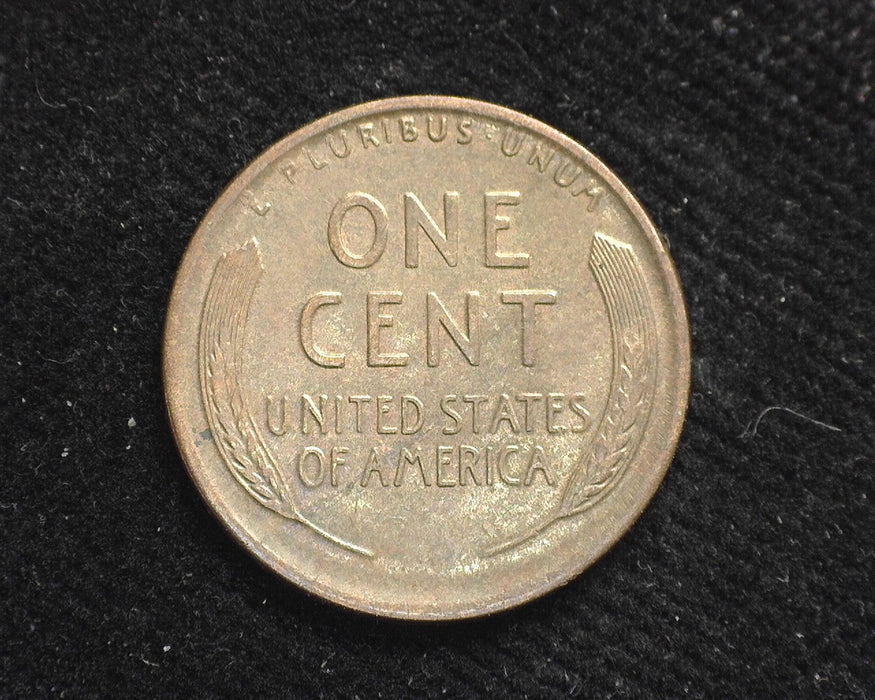 E PLURIBUS·UNUM
ONE
CENT
UNITED STATES
OF AMERICA